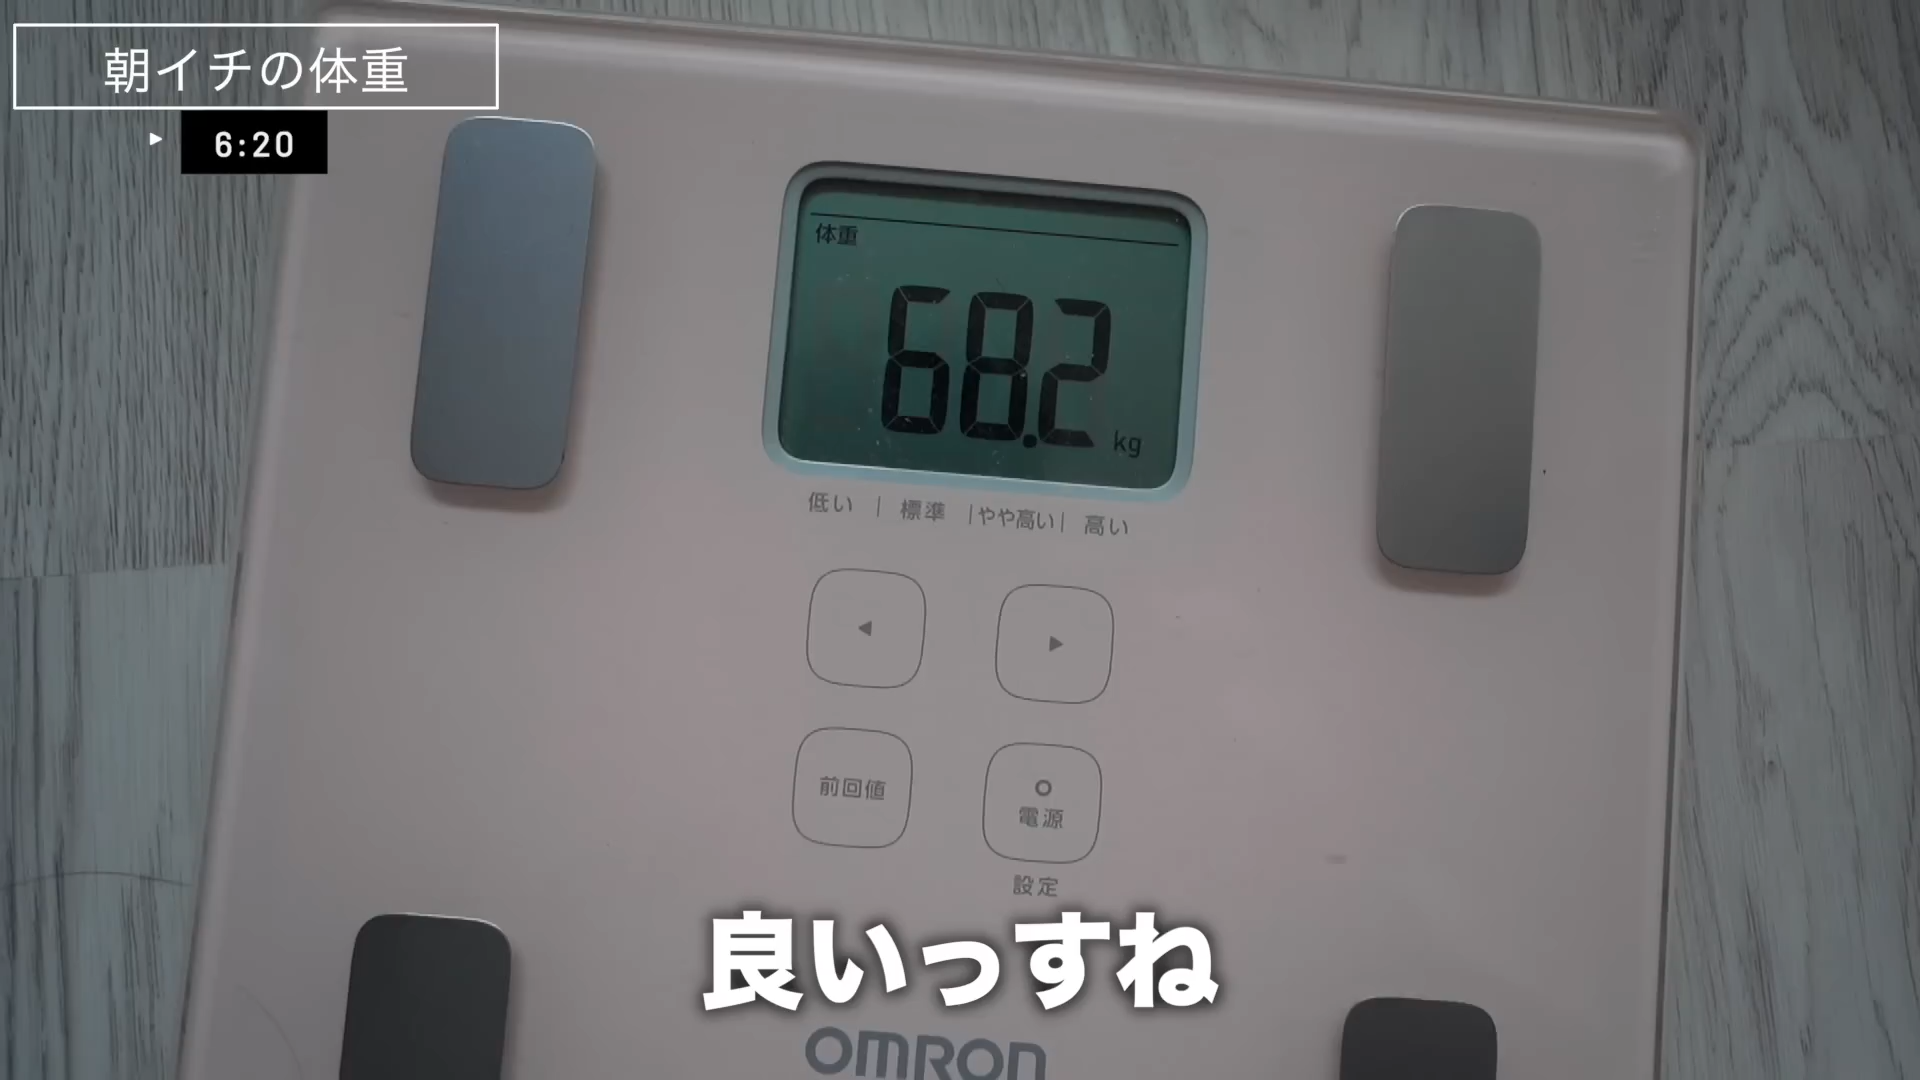 朝イチの体重
6:20
体重
68.2 kg
低い | 標準 | やや高い | 高い
前回値
電源
設定
良いっすね
OMRON